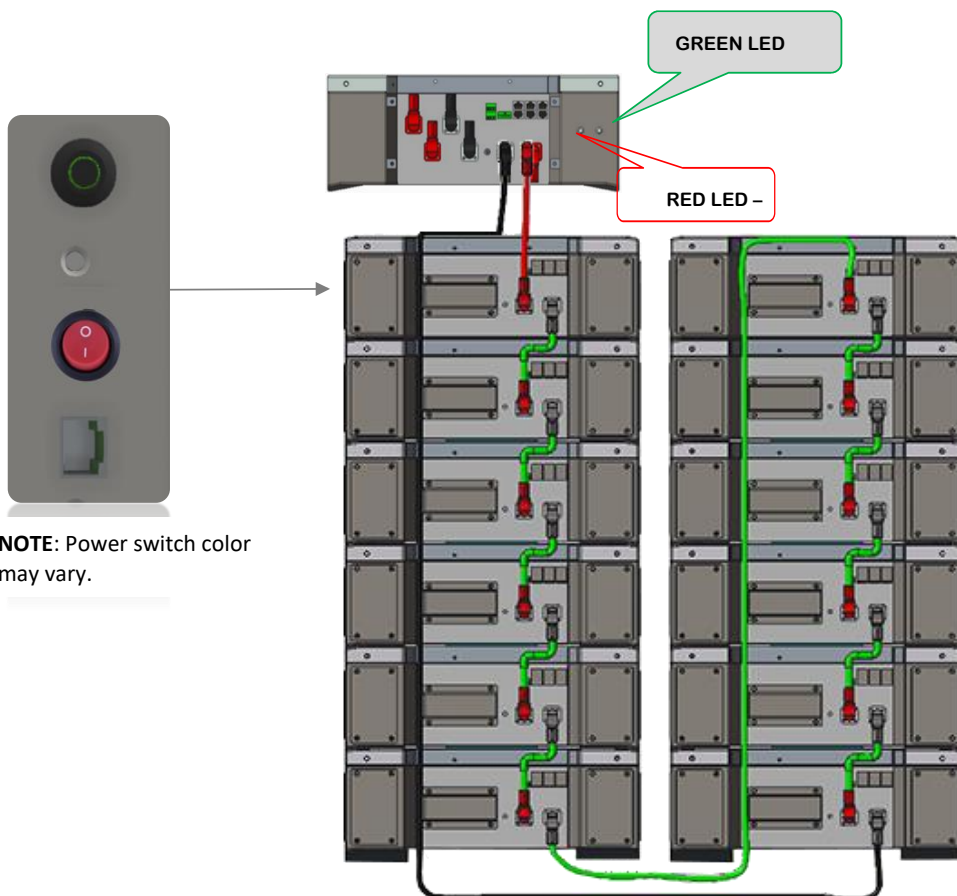 GREEN LED
RED LED –
O
I
NOTE: Power switch color
may vary.